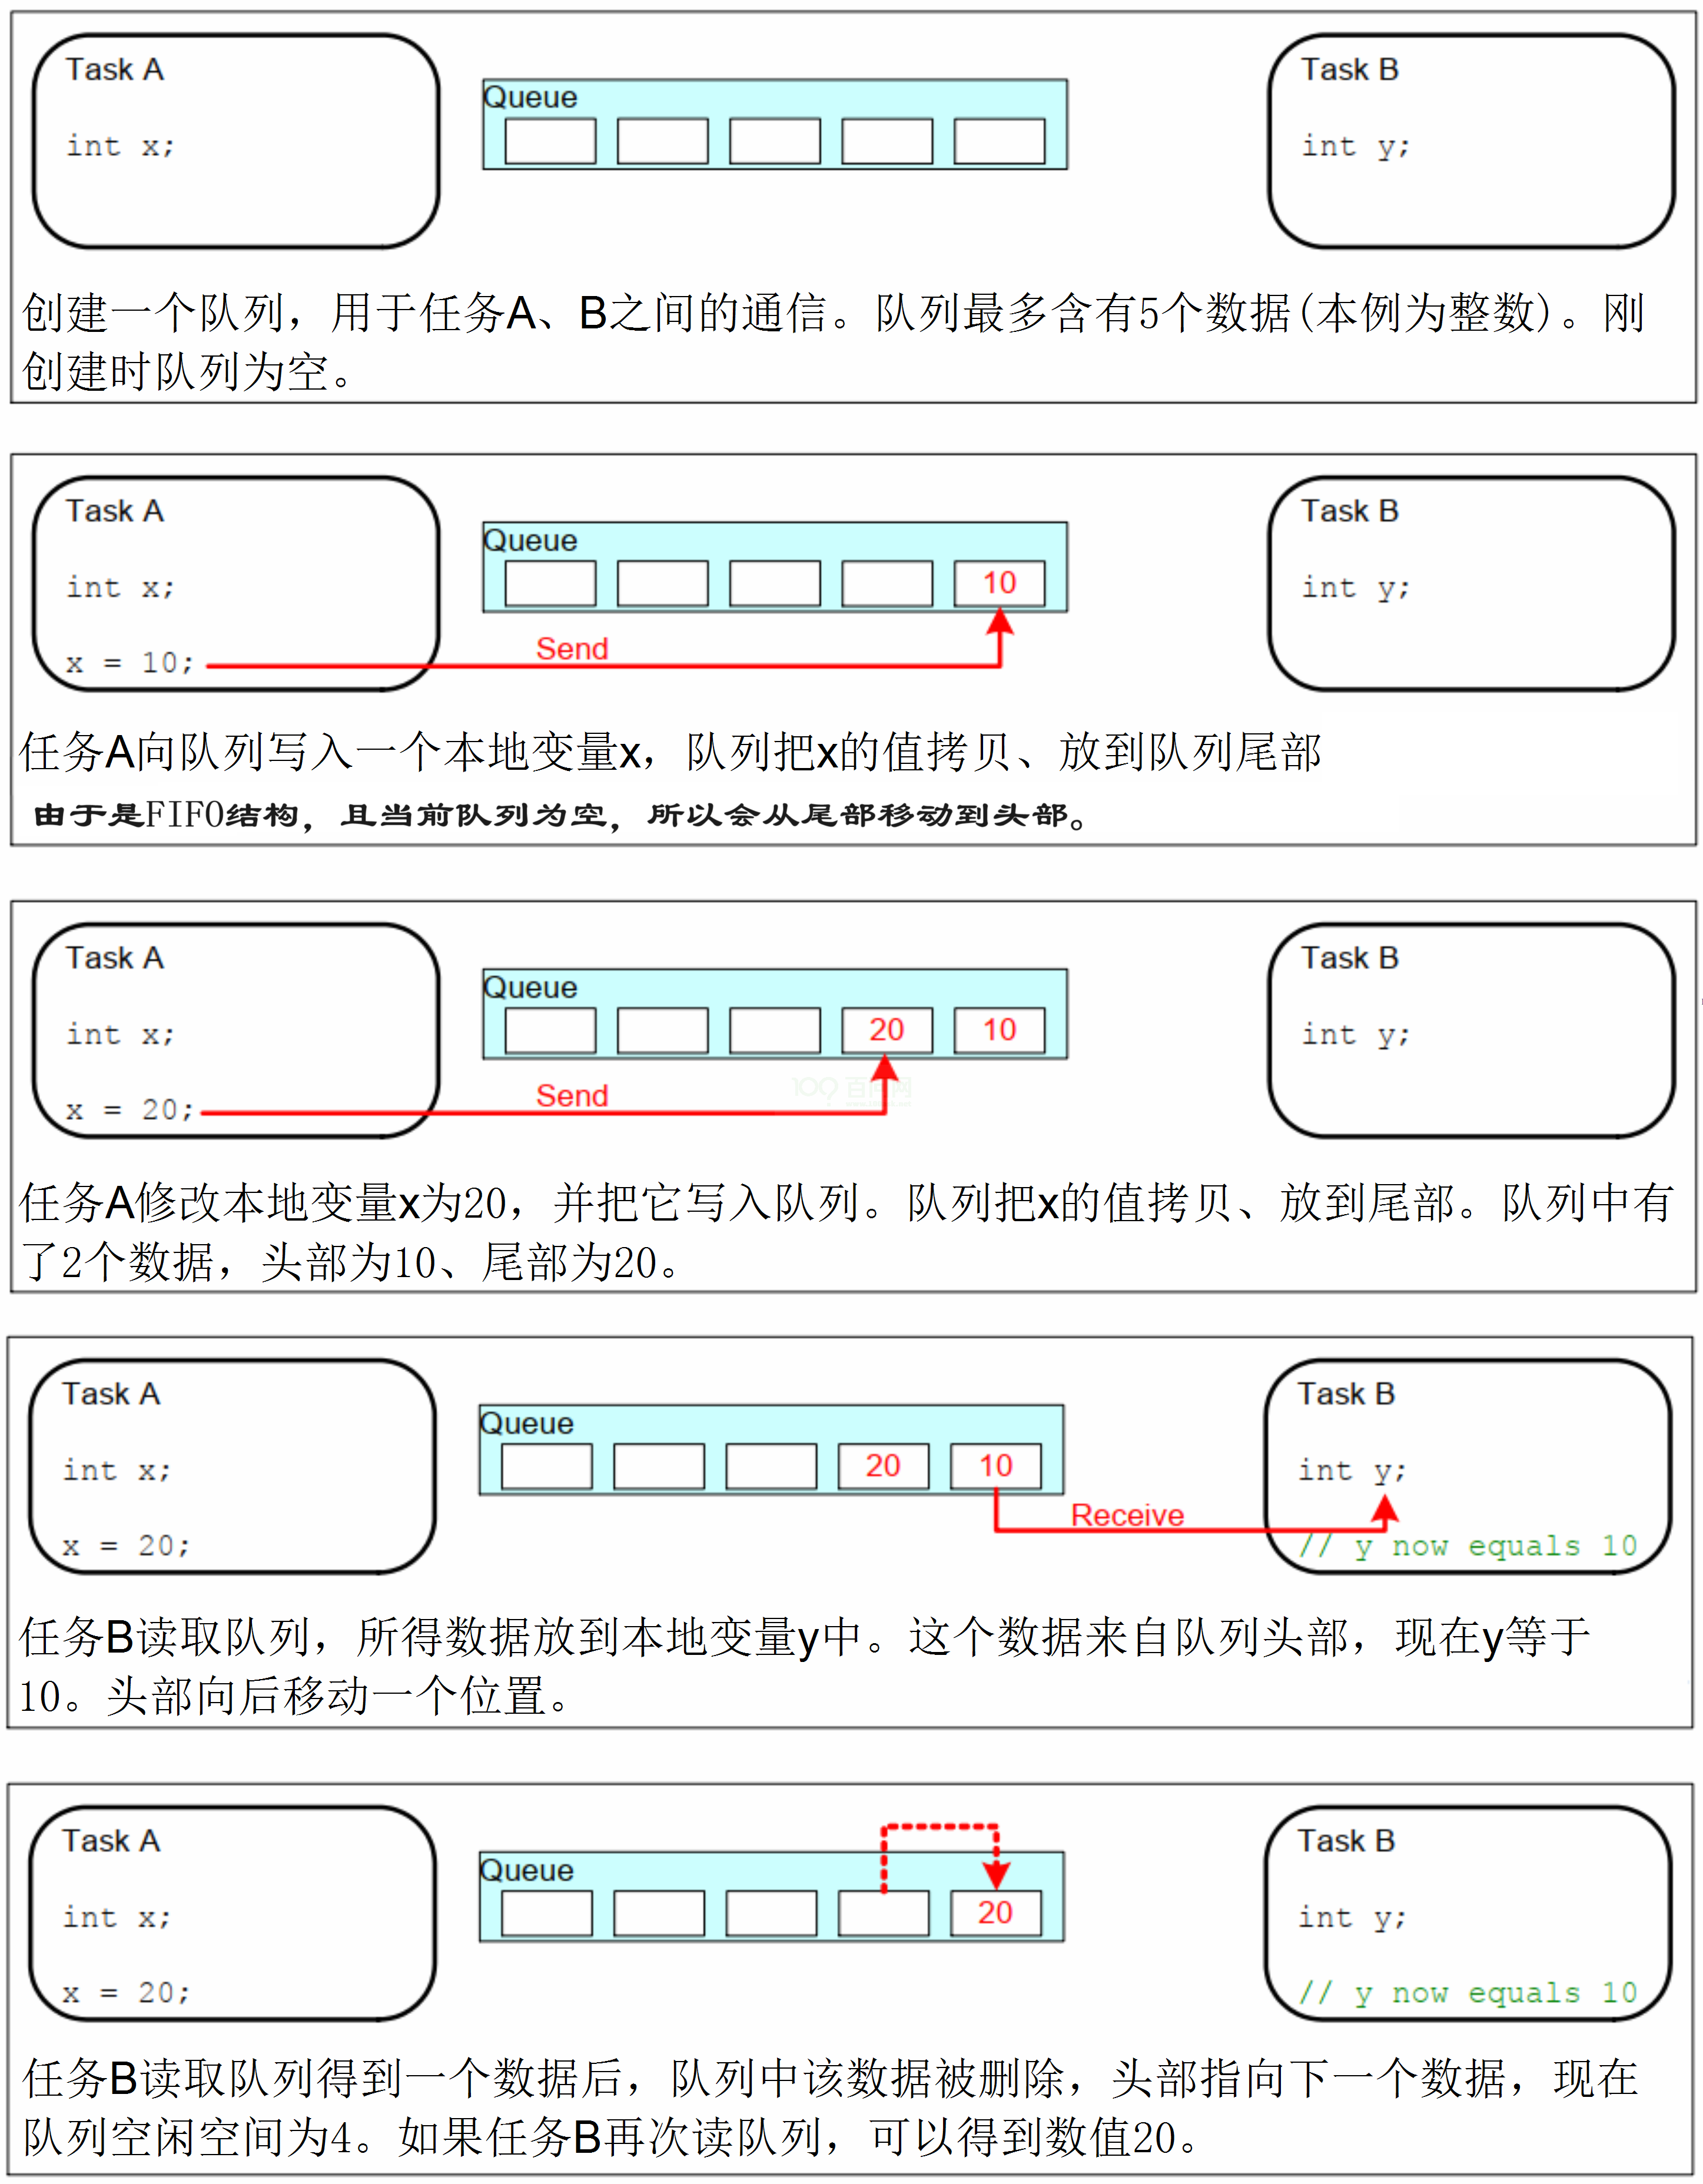 Task A
int x;
Queue
Task B
int y;
创建一个队列，用于任务A、B之间的通信。队列最多含有5个数据(本例为整数)。刚
创建时队列为空。
Task A
int x;
x = 10;
Queue
10
Send
Task B
int y;
任务A向队列写入一个本地变量x，队列把x的值拷贝、放到队列尾部
由于是FIFO结构，且当前队列为空，所以会从尾部移动到头部。
Task A
int x;
x = 20;
Queue
20 10
Send
Task B
int y;
任务A修改本地变量x为20，并把它写入队列。队列把x的值拷贝、放到尾部。队列中有
了2个数据，头部为10、尾部为20。
Task A
int x;
x = 20;
Queue
20 10
Receive
Task B
int y;
// y now equals 10
任务B读取队列，所得数据放到本地变量y中。这个数据来自队列头部，现在y等于
10。头部向后移动一个位置。
Task A
int x;
x = 20;
Queue
20
Task B
int y;
// y now equals 10
任务B读取队列得到一个数据后，队列中该数据被删除，头部指向下一个数据，现在
队列空闲空间为4。如果任务B再次读队列，可以得到数值20。